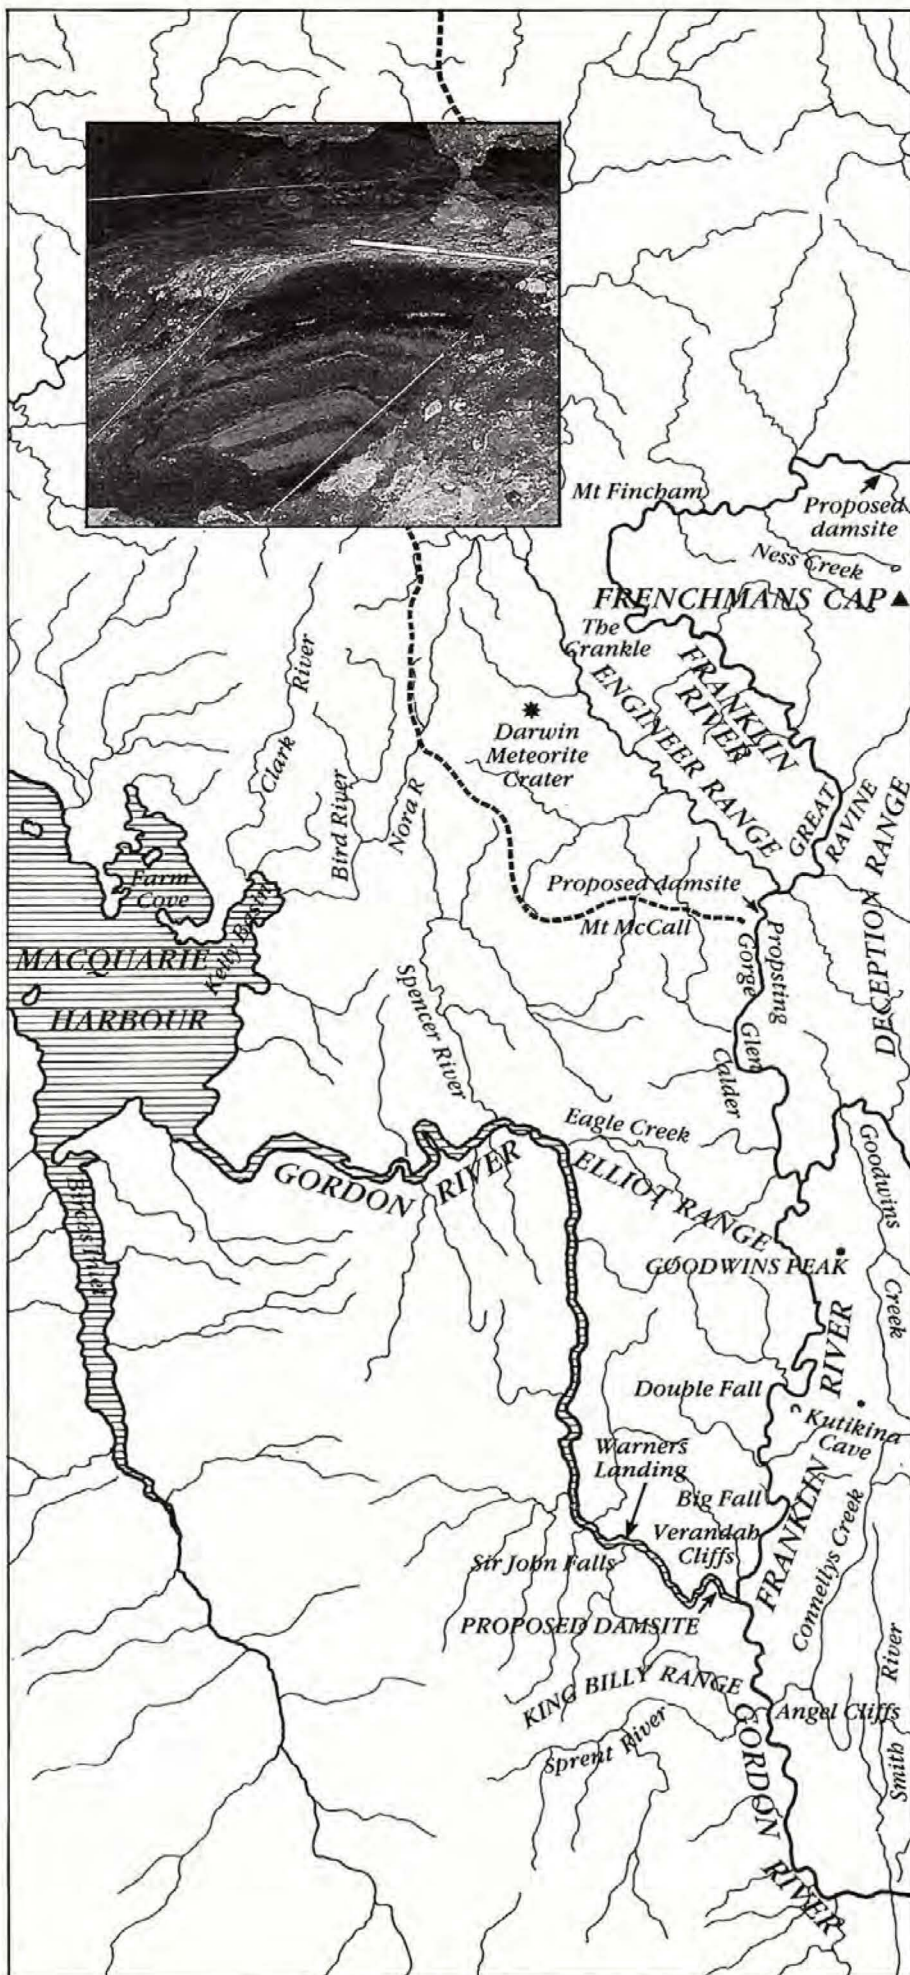 Mt Fincham
Proposed
damsite
Ness Creek
FRENCHMANS CAP
The
Crankle
FRANKLIN
RIVER
ENGINEER RANGE
Darwin
Meteorite
Crater
Clark River
Bird River
Nora R
GREAT
RAVINE
DECEPTION RANGE
Farm
Cove
Kelly Basin
MACQUARIE
HARBOUR
Proposed damsite
Mt McCall
Propsting
Gorge
Glen
Calder
Spencer River
Eagle Creek
GORDON RIVER
ELLIOT RANGE
Goodwins
Creek
Birchs Inlet
GOODWINS PEAK
FRANKLIN RIVER
Double Fall
Kutikina
Cave
Warners
Landing
Big Fall
Verandah
Cliffs
Sir John Falls
Connellys Creek
PROPOSED DAMSITE
KING BILLY RANGE
Angel Cliffs
Sprent River
Smith River
GORDON RIVER